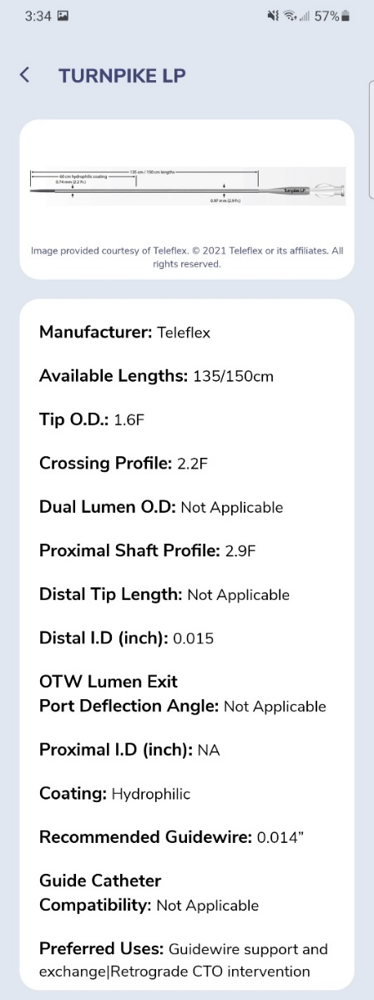 3:34
57%
TURNPIKE LP
135 cm / 150 cm lengths
60 cm hydrophilic coating
0.74 mm (2.2 Fr.)
Turnpike LP
0.97 mm (2.9 Fr.)
Image provided courtesy of Teleflex. © 2021 Teleflex or its affiliates. All
rights reserved.
Manufacturer: Teleflex
Available Lengths: 135/150cm
Tip O.D.: 1.6F
Crossing Profile: 2.2F
Dual Lumen O.D: Not Applicable
Proximal Shaft Profile: 2.9F
Distal Tip Length: Not Applicable
Distal I.D (inch): 0.015
OTW Lumen Exit
Port Deflection Angle: Not Applicable
Proximal I.D (inch): NA
Coating: Hydrophilic
Recommended Guidewire: 0.014”
Guide Catheter
Compatibility: Not Applicable
Preferred Uses: Guidewire support and
exchange|Retrograde CTO intervention